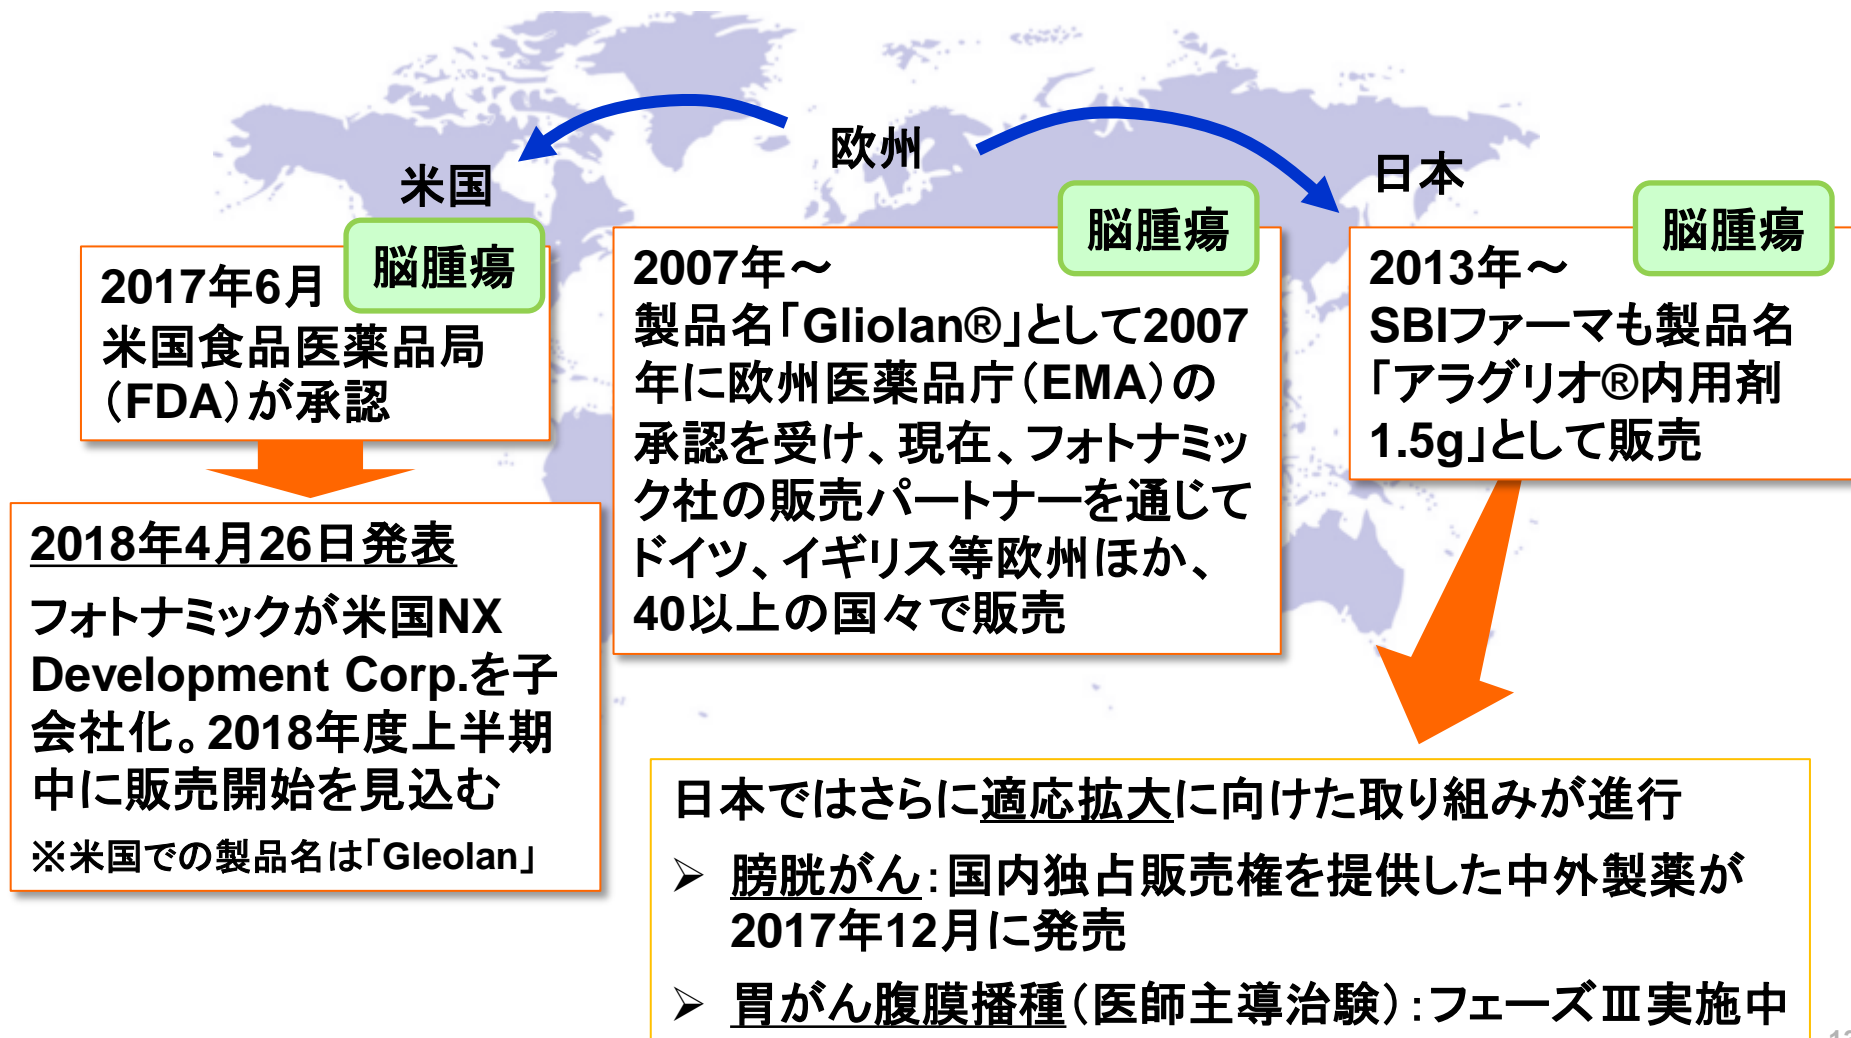 欧州
米国
日本
脳腫瘍
2017年6月
米国食品医薬品局
（FDA）が承認
2018年4月26日発表
フォトナミックが米国NX
Development Corp.を子
会社化。2018年度上半期
中に販売開始を見込む
※米国での製品名は「Gleolan」
脳腫瘍
2007年～
製品名「Gliolan®」として2007
年に欧州医薬品庁（EMA）の
承認を受け、現在、フォトナミッ
ク社の販売パートナーを通じて
ドイツ、イギリス等欧州ほか、
40以上の国々で販売
脳腫瘍
2013年～
SBIファーマも製品名
「アラグリオ®内用剤
1.5g」として販売
日本ではさらに適応拡大に向けた取り組みが進行
➢ 膀胱がん：国内独占販売権を提供した中外製薬が
2017年12月に発売
➢ 胃がん腹膜播種（医師主導治験）：フェーズⅢ実施中